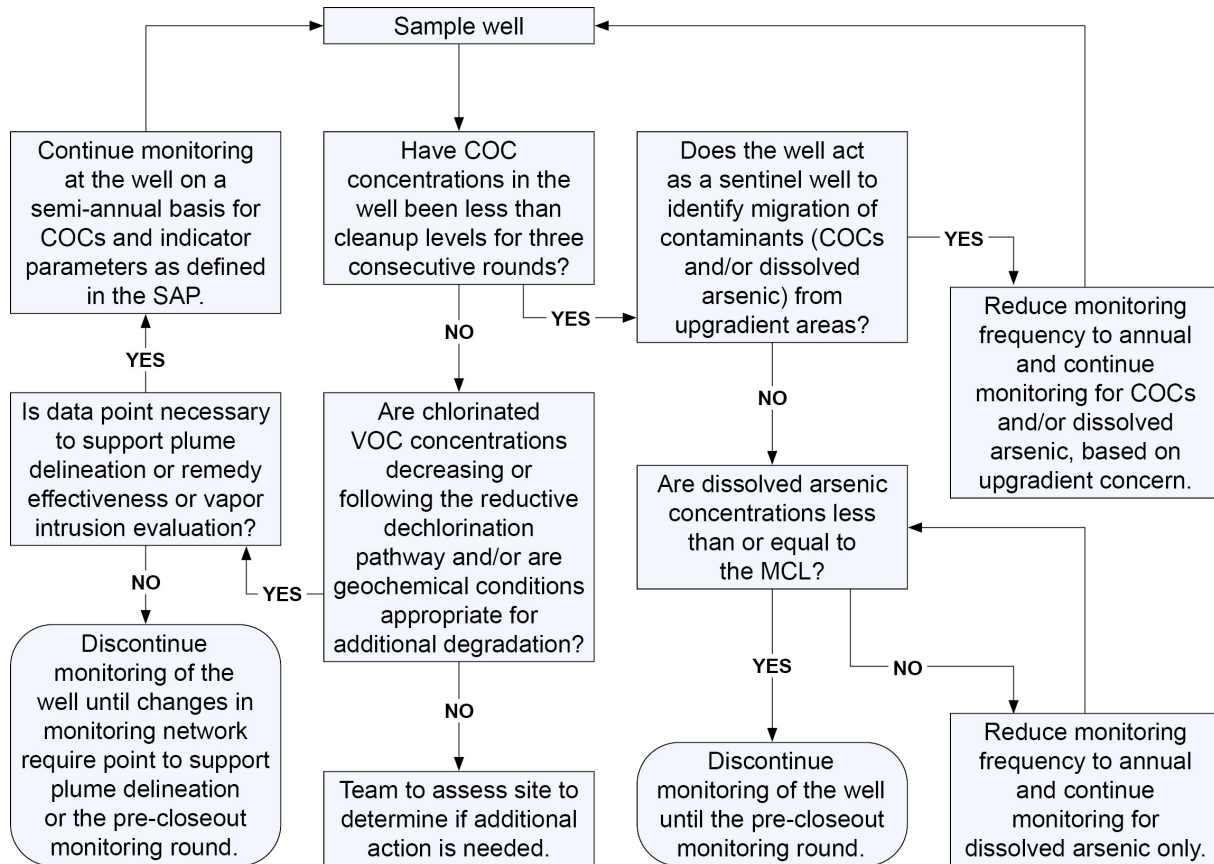 Sample well
Continue monitoring
at the well on a
semi-annual basis for
COCs and indicator
parameters as defined
in the SAP.
Have COC
concentrations in the
well been less than
cleanup levels for three
consecutive rounds?
Does the well act
as a sentinel well to
identify migration of
contaminants (COCs
and/or dissolved
arsenic) from
upgradient areas?
YES
Reduce monitoring
frequency to annual
and continue
monitoring for COCs
and/or dissolved
arsenic, based on
upgradient concern.
YES
NO
YES
NO
Is data point necessary
to support plume
delineation or remedy
effectiveness or vapor
intrusion evaluation?
Are chlorinated
VOC concentrations
decreasing or
following the reductive
dechlorination
pathway and/or are
geochemical conditions
appropriate for
additional degradation?
Are dissolved arsenic
concentrations less
than or equal to
the MCL?
NO
YES
Discontinue
monitoring of the
well until changes in
monitoring network
require point to support
plume delineation
or the pre-closeout
monitoring round.
NO
Team to assess site to
determine if additional
action is needed.
YES
NO
Discontinue
monitoring of the well
until the pre-closeout
monitoring round.
Reduce monitoring
frequency to annual
and continue
monitoring for
dissolved arsenic only.